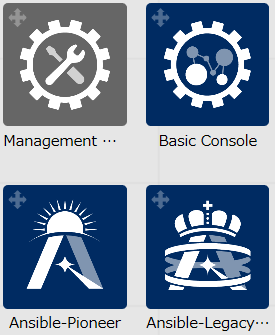 Management ...
Basic Console
Ansible-Pioneer
Ansible-Legacy...